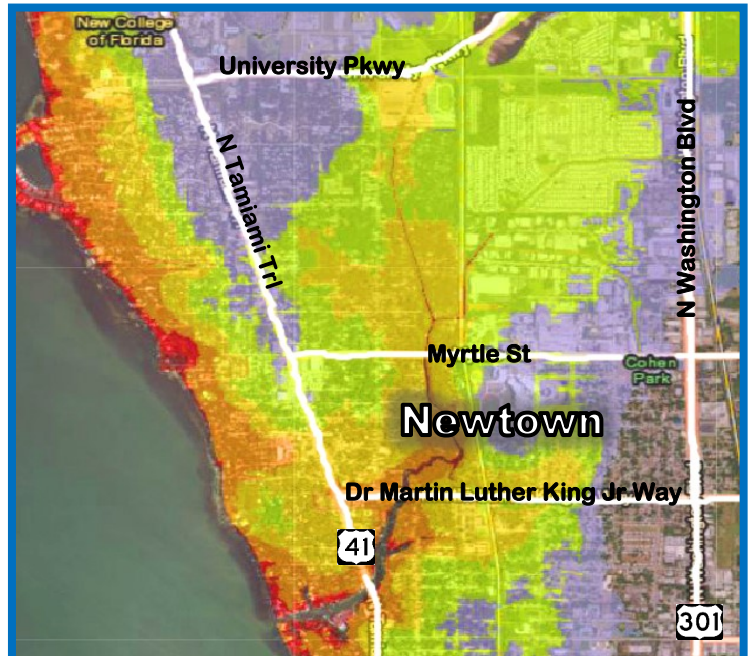 New College
of Florida
University Pkwy
N Washington Blvd
N Tamiami Trl
Myrtle St
Cohen
Park
Newtown
Dr Martin Luther King Jr Way
41
301